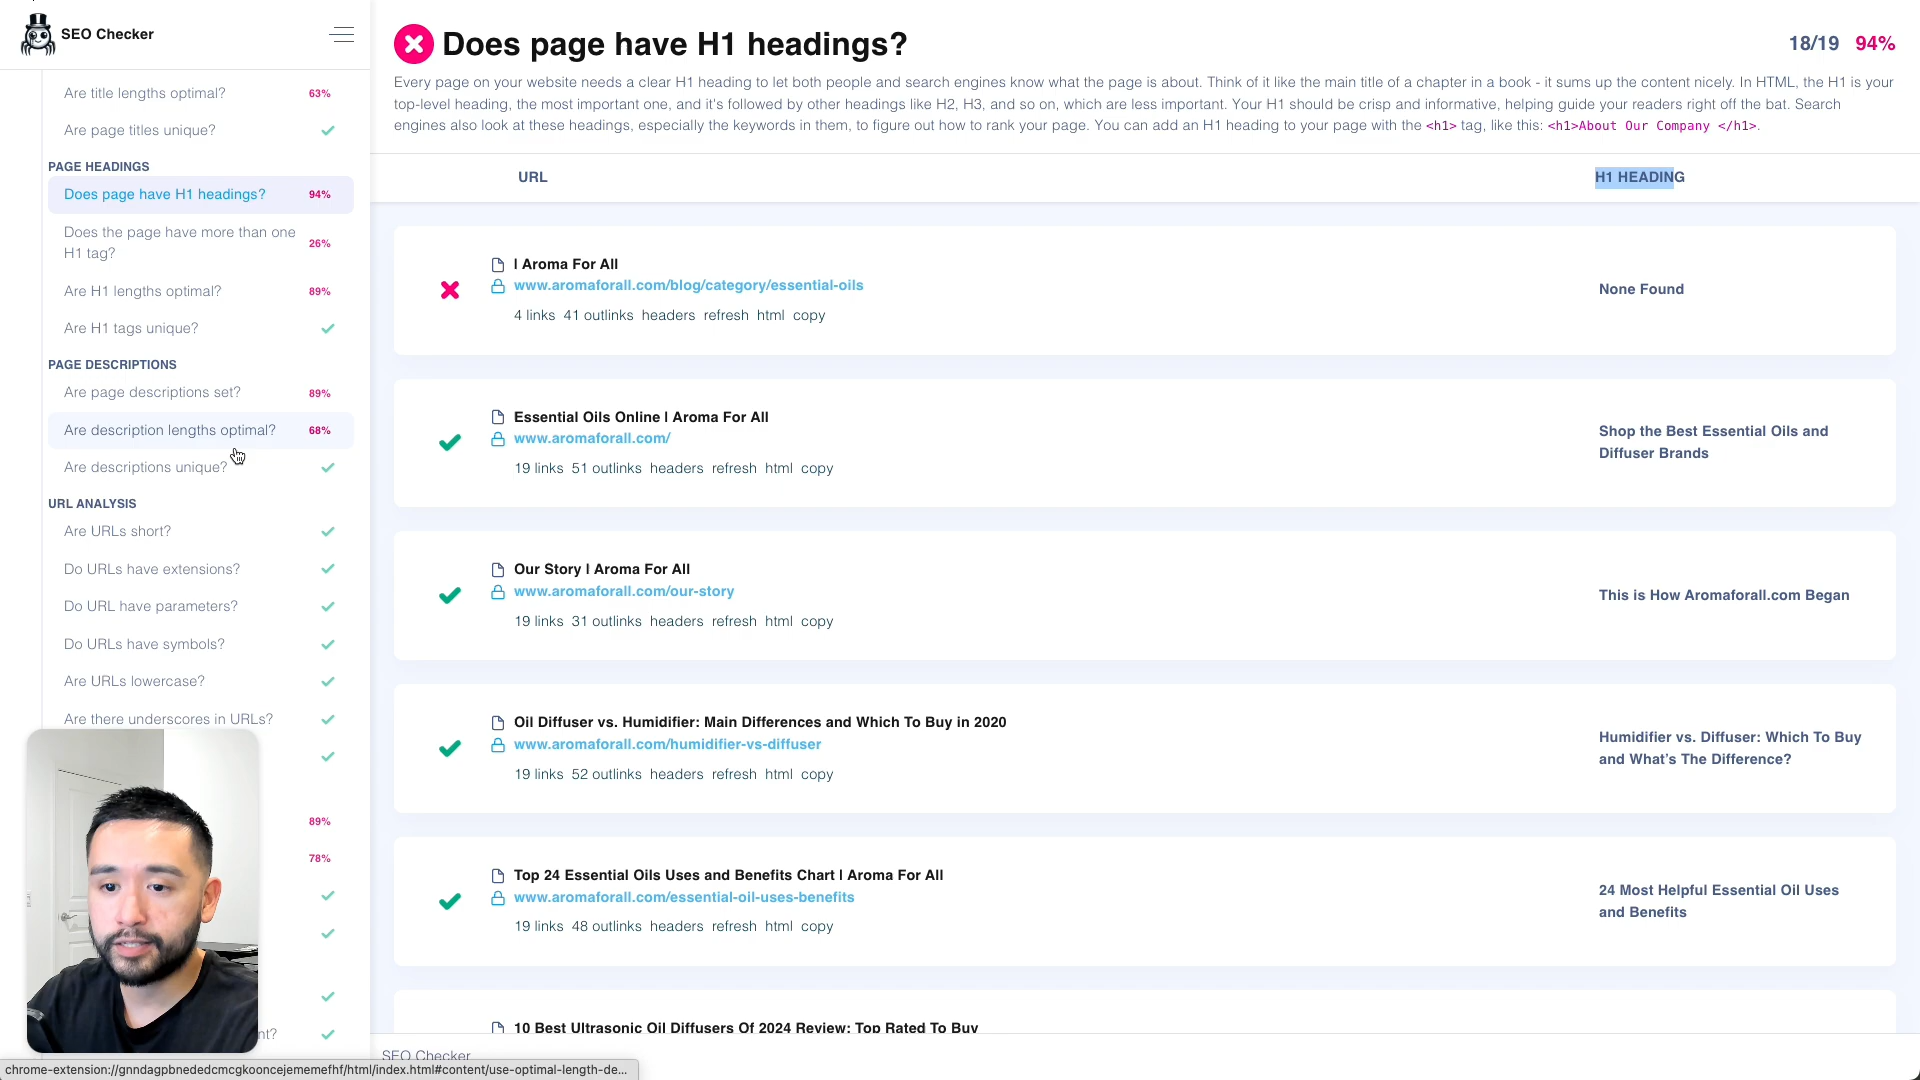 SEO Checker
Are title lengths optimal? 63%
Are page titles unique?
PAGE HEADINGS
Does page have H1 headings? 94%
Does the page have more than one
H1 tag? 26%
Are H1 lengths optimal? 89%
Are H1 tags unique?
PAGE DESCRIPTIONS
Are page descriptions set? 89%
Are description lengths optimal? 68%
Are descriptions unique?
URL ANALYSIS
Are URLs short?
Do URLs have extensions?
Do URL have parameters?
Do URLs have symbols?
Are URLs lowercase?
Are there underscores in URLs?
89%
78%
nt?
Does page have H1 headings?
18/19 94%
Every page on your website needs a clear H1 heading to let both people and search engines know what the page is about. Think of it like the main title of a chapter in a book - it sums up the content nicely. In HTML, the H1 is your
top-level heading, the most important one, and it's followed by other headings like H2, H3, and so on, which are less important. Your H1 should be crisp and informative, helping guide your readers right off the bat. Search
engines also look at these headings, especially the keywords in them, to figure out how to rank your page. You can add an H1 heading to your page with the <h1> tag, like this: <h1>About Our Company </h1>.
URL H1 HEADING
| Aroma For All
www.aromaforall.com/blog/category/essential-oils
4 links 41 outlinks headers refresh html copy
None Found
Essential Oils Online | Aroma For All
www.aromaforall.com/
19 links 51 outlinks headers refresh html copy
Shop the Best Essential Oils and
Diffuser Brands
Our Story | Aroma For All
www.aromaforall.com/our-story
19 links 31 outlinks headers refresh html copy
This is How Aromaforall.com Began
Oil Diffuser vs. Humidifier: Main Differences and Which To Buy in 2020
www.aromaforall.com/humidifier-vs-diffuser
19 links 52 outlinks headers refresh html copy
Humidifier vs. Diffuser: Which To Buy
and What's The Difference?
Top 24 Essential Oils Uses and Benefits Chart | Aroma For All
www.aromaforall.com/essential-oil-uses-benefits
19 links 48 outlinks headers refresh html copy
24 Most Helpful Essential Oil Uses
and Benefits
10 Best Ultrasonic Oil Diffusers Of 2024 Review: Top Rated To Buy
SEO Checker
chrome-extension://gnndagpbnededcmcgkooncejememefhf/html/index.html#content/use-optimal-length-de...